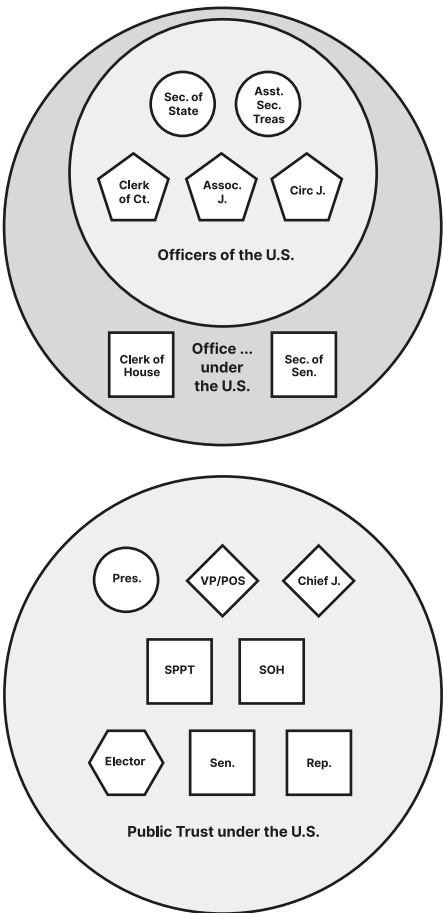 Sec. of
State
Asst.
Sec.
Treas
Clerk
of Ct.
Assoc.
J.
Circ J.
Officers of the U.S.
Clerk of
House
Office ...
under
the U.S.
Sec. of
Sen.
Pres.
VP/POS
Chief J.
SPPT
SOH
Elector
Sen.
Rep.
Public Trust under the U.S.